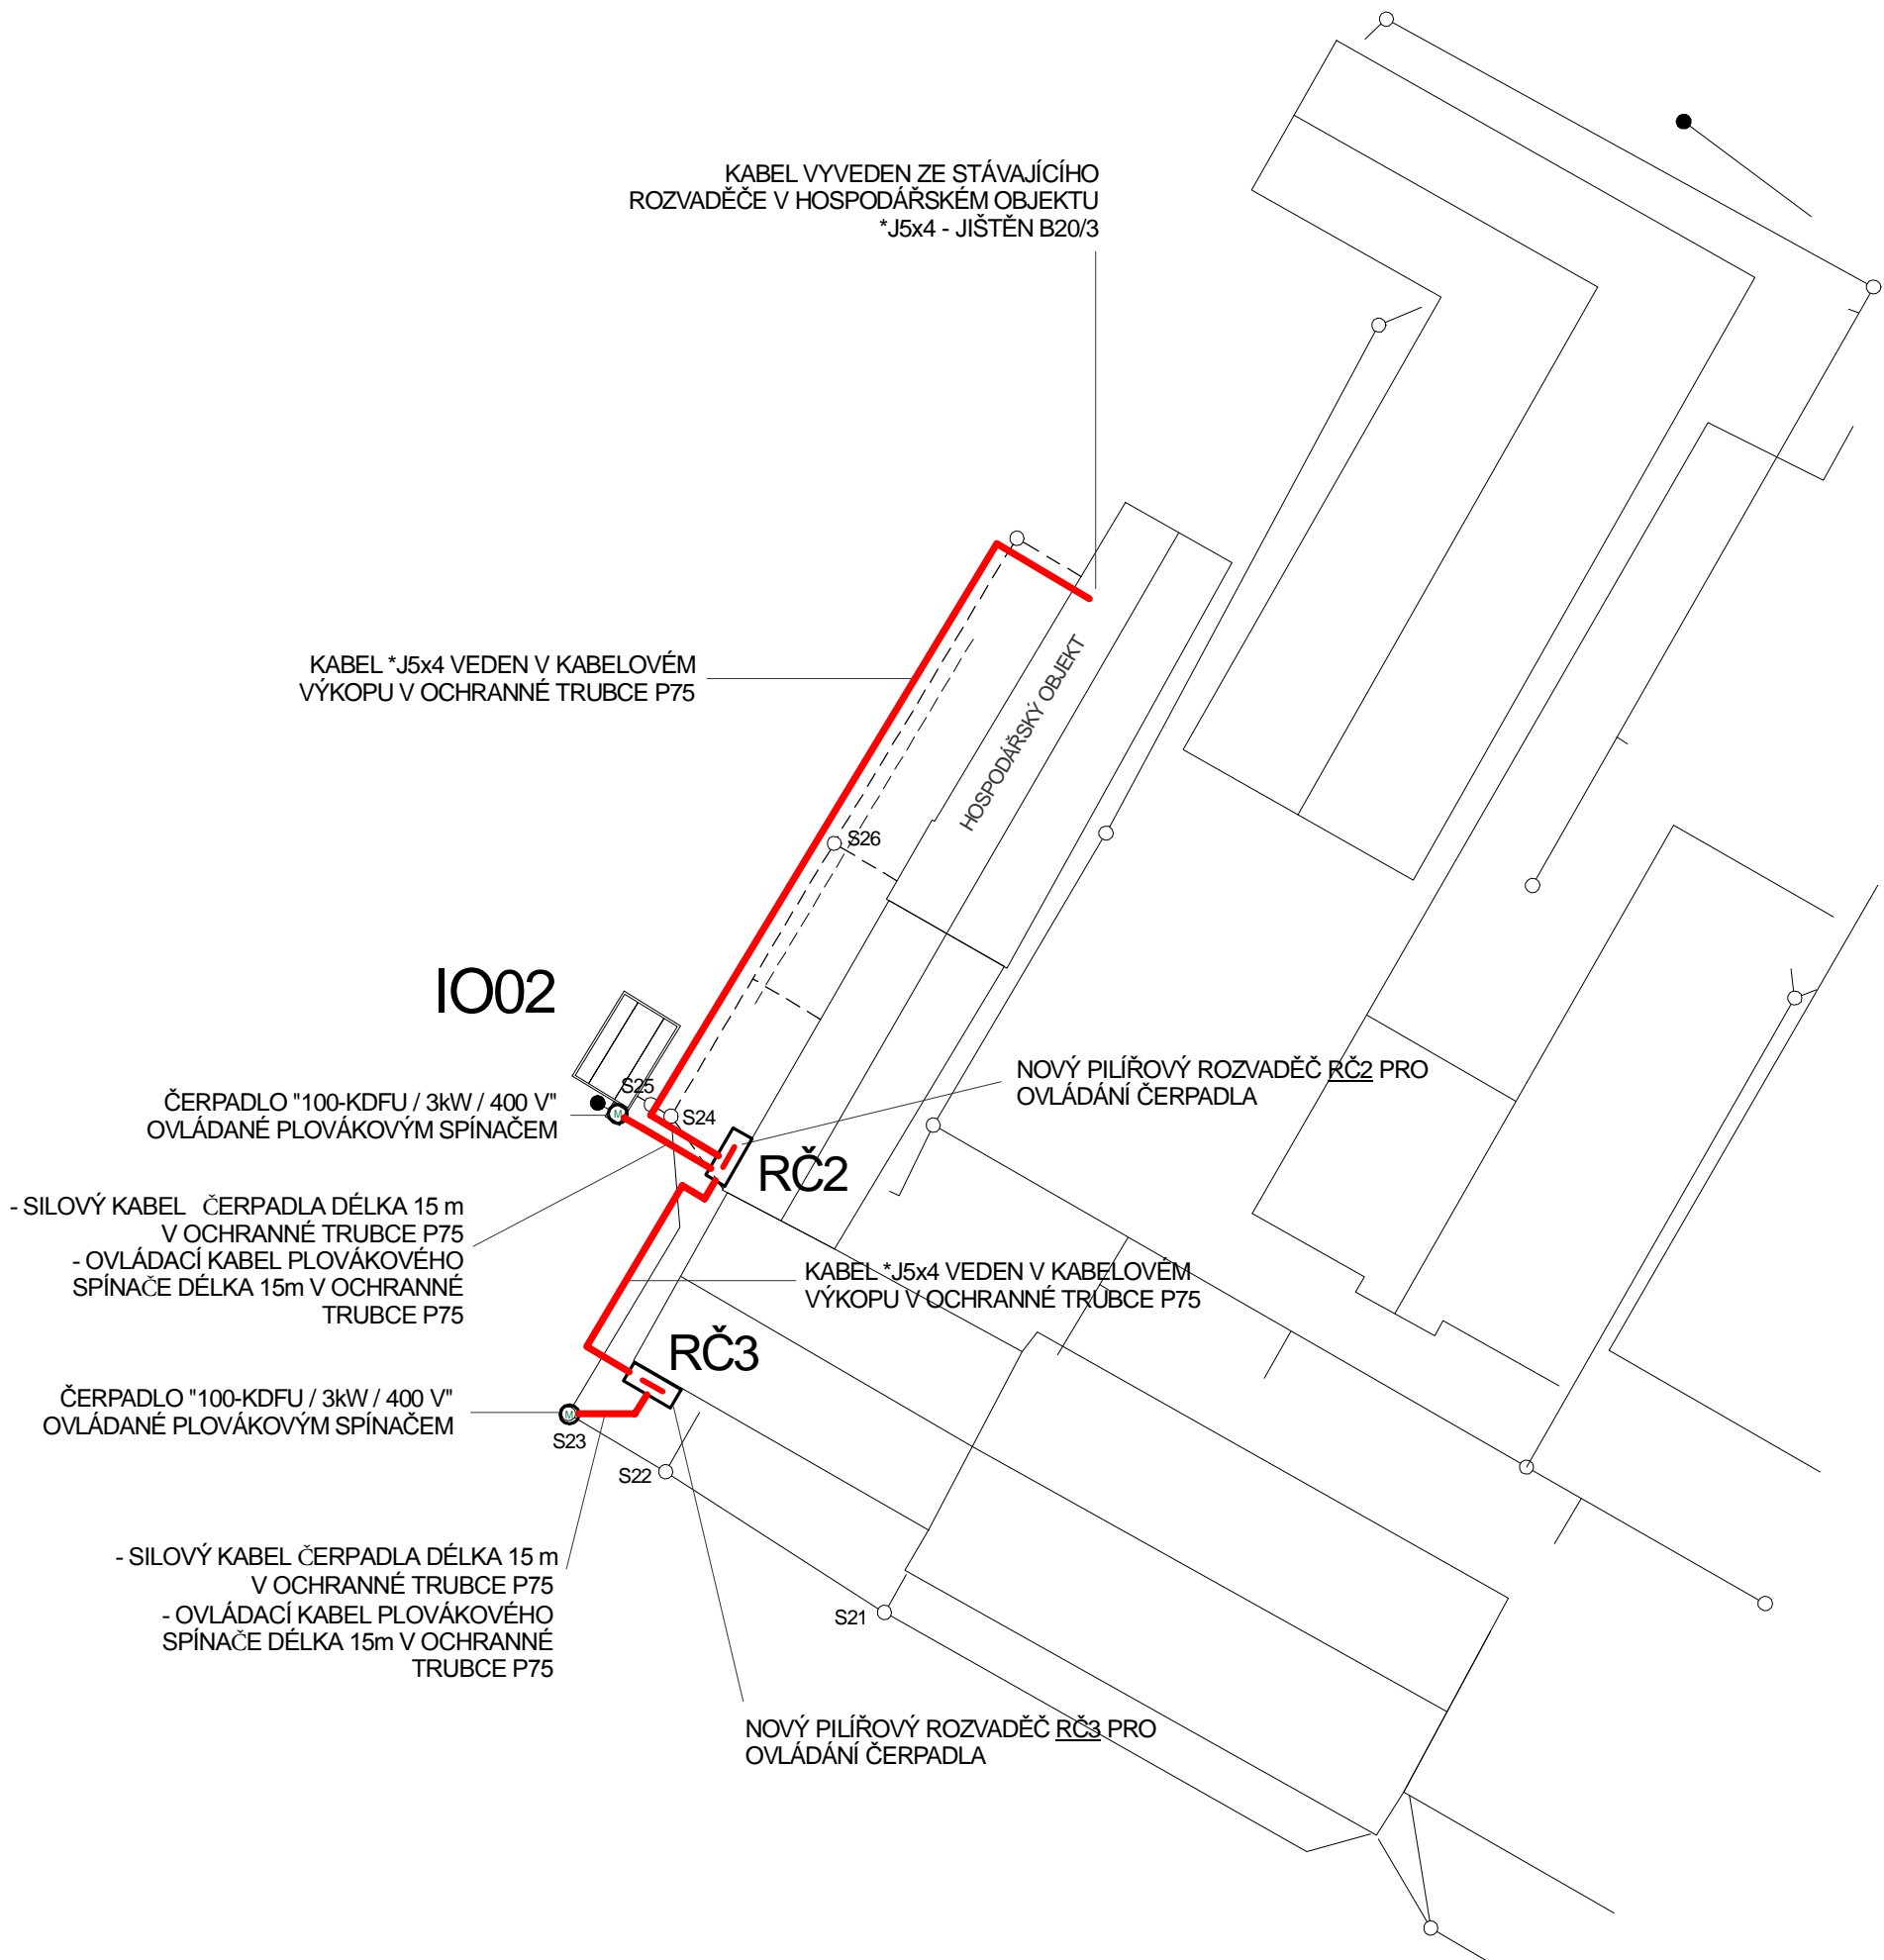 KABEL VYVEDEN ZE STÁVAJÍCÍHO
ROZVADĚČE V HOSPODÁŘSKÉM OBJEKTU
*J5x4 - JIŠTĚN B20/3
KABEL *J5x4 VEDEN V KABELOVÉM
VÝKOPU V OCHRANNÉ TRUBCE P75
HOSPODÁŘSKÝ OBJEKT
S26
IO02
S25
S24
ČERPADLO "100-KDFU / 3kW / 400 V"
OVLÁDANÉ PLOVÁKOVÝM SPÍNAČEM
M
NOVÝ PILÍŘOVÝ ROZVADĚČ RČ2 PRO
OVLÁDÁNÍ ČERPADLA
RČ2
- SILOVÝ KABEL ČERPADLA DÉLKA 15 m
V OCHRANNÉ TRUBCE P75
- OVLÁDACÍ KABEL PLOVÁKOVÉHO
SPÍNAČE DÉLKA 15m V OCHRANNÉ
TRUBCE P75
KABEL *J5x4 VEDEN V KABELOVÉM
VÝKOPU V OCHRANNÉ TRUBCE P75
RČ3
ČERPADLO "100-KDFU / 3kW / 400 V"
OVLÁDANÉ PLOVÁKOVÝM SPÍNAČEM
M
S23
S22
- SILOVÝ KABEL ČERPADLA DÉLKA 15 m
V OCHRANNÉ TRUBCE P75
- OVLÁDACÍ KABEL PLOVÁKOVÉHO
SPÍNAČE DÉLKA 15m V OCHRANNÉ
TRUBCE P75
S21
NOVÝ PILÍŘOVÝ ROZVADĚČ RČ3 PRO
OVLÁDÁNÍ ČERPADLA